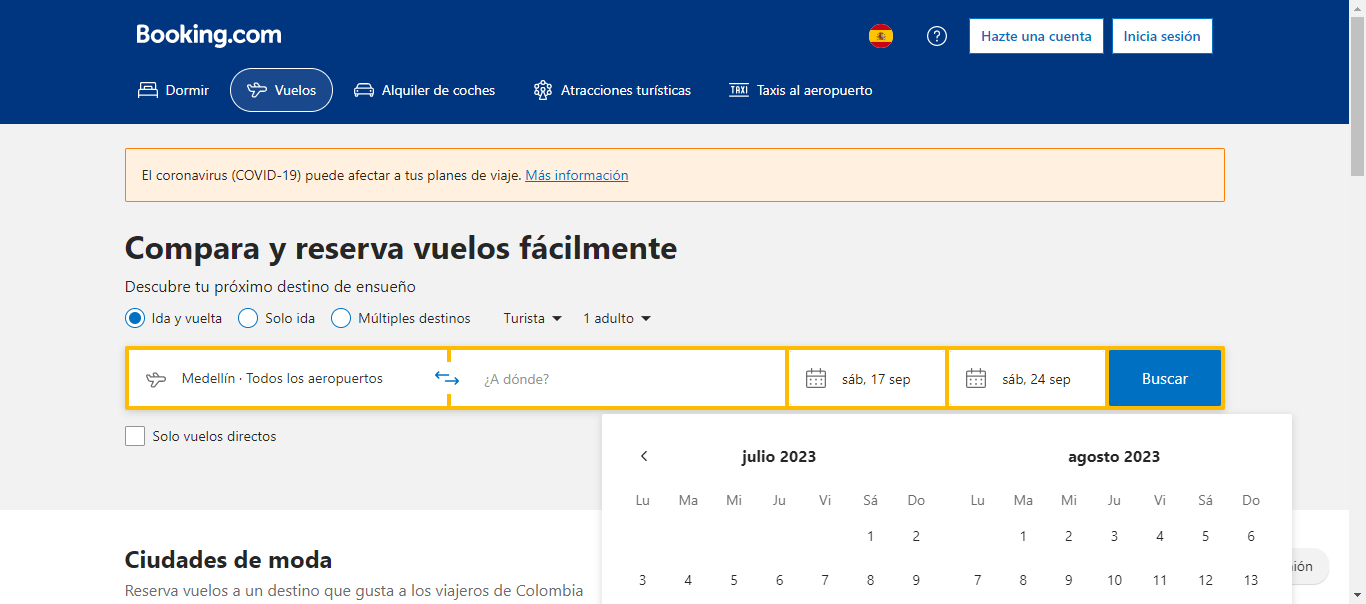 Booking.com
Hazte una cuenta
Inicia sesión
Dormir Vuelos Alquiler de coches Atracciones turísticas TAXI Taxis al aeropuerto
El coronavirus (COVID-19) puede afectar a tus planes de viaje. Más información
Compara y reserva vuelos fácilmente
Descubre tu próximo destino de ensueño
Ida y vuelta Solo ida Múltiples destinos Turista 1 adulto
Medellín · Todos los aeropuertos ¿A dónde? sáb, 17 sep sáb, 24 sep Buscar
Solo vuelos directos
julio 2023 agosto 2023
Lu Ma Mi Ju Vi Sá Do Lu Ma Mi Ju Vi Sá Do
1 2 1 2 3 4 5 6
3 4 5 6 7 8 9 7 8 9 10 11 12 13
Ciudades de moda
Reserva vuelos a un destino que gusta a los viajeros de Colombia